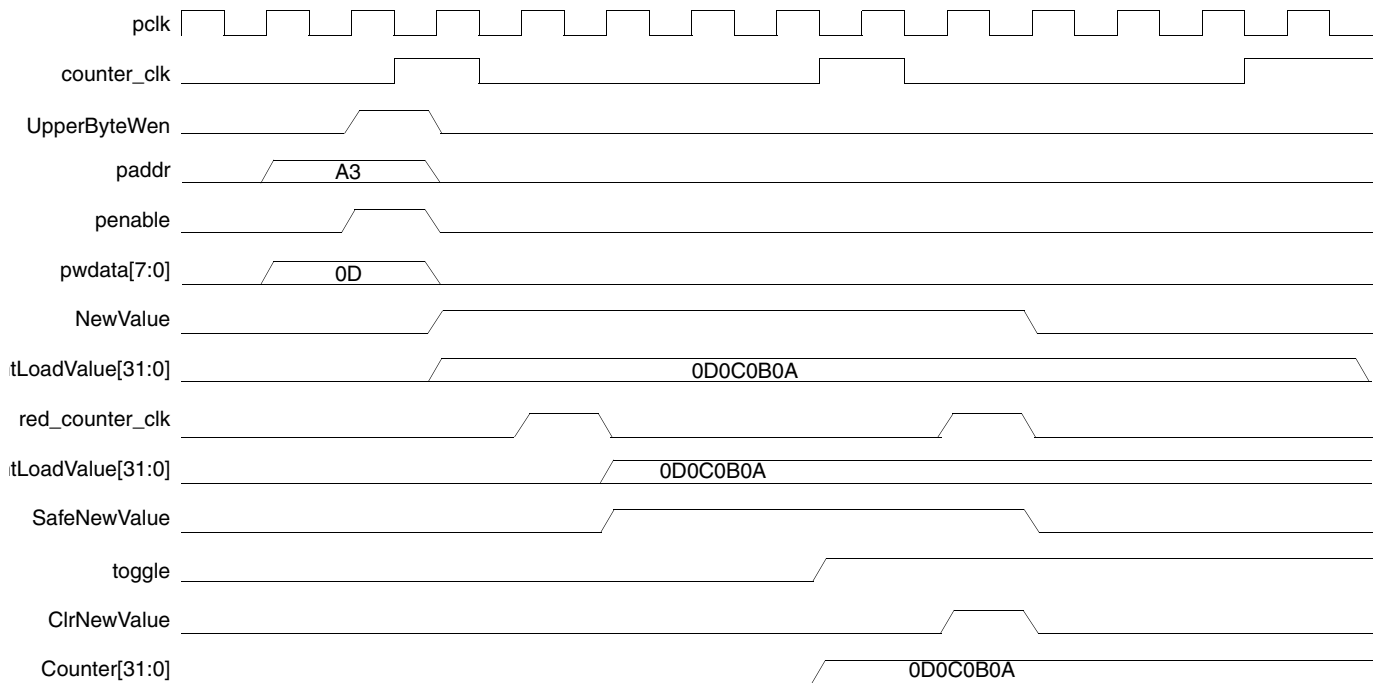 pclk
counter_clk
UpperByteWen
paddr A3
penable
pwdata[7:0] 0D
NewValue
tLoadValue[31:0] 0D0C0B0A
red_counter_clk
tLoadValue[31:0] 0D0C0B0A
SafeNewValue
toggle
ClrNewValue
Counter[31:0] 0D0C0B0A